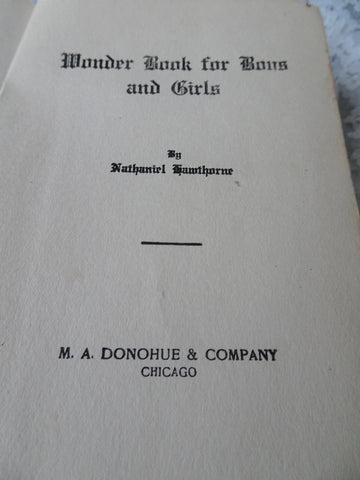 Wonder Book for Boys
and Girls
By
Nathaniel Hawthorne
M. A. DONOHUE & COMPANY
CHICAGO